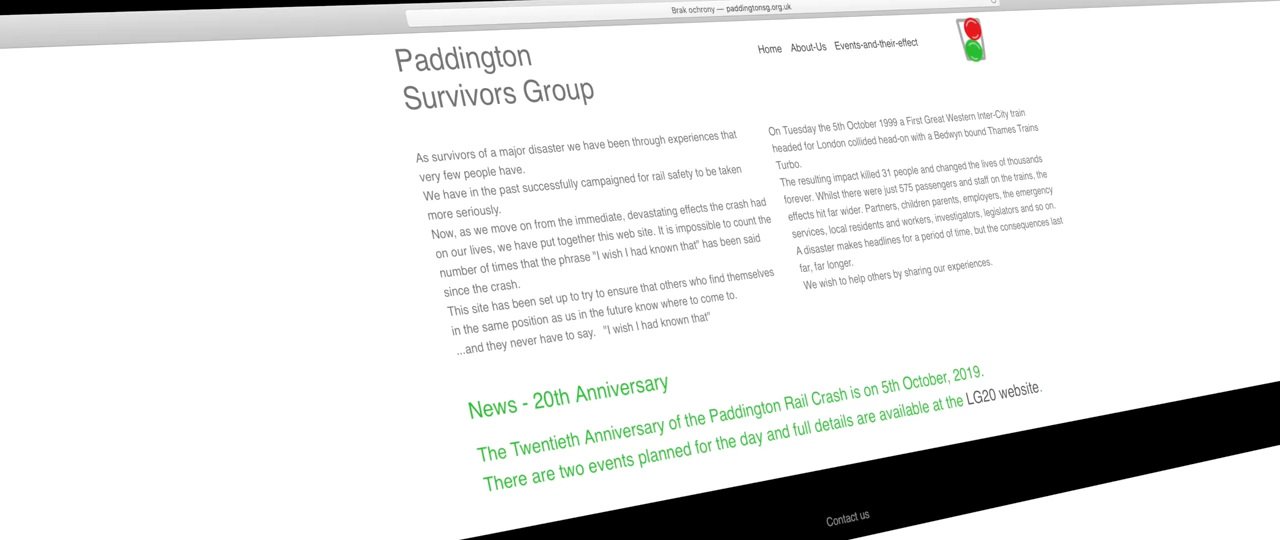 Brak ochrony — paddingtonsg.org.uk
Paddington
Survivors Group
Home About-Us Events-and-their-effect
As survivors of a major disaster we have been through experiences that
very few people have.
We have in the past successfully campaigned for rail safety to be taken
more seriously.
Now, as we move on from the immediate, devastating effects the crash had
on our lives, we have put together this web site. It is impossible to count the
number of times that the phrase "I wish I had known that" has been said
since the crash.
This site has been set up to try to ensure that others who find themselves
in the same position as us in the future know where to come to.
...and they never have to say. "I wish I had known that"
On Tuesday the 5th October 1999 a First Great Western Inter-City train
headed for London collided head-on with a Bedwyn bound Thames Trains
Turbo.
The resulting impact killed 31 people and changed the lives of thousands
forever. Whilst there were just 575 passengers and staff on the trains, the
effects hit far wider. Partners, children parents, employers, the emergency
services, local residents and workers, investigators, legislators and so on.
A disaster makes headlines for a period of time, but the consequences last
far, far longer.
We wish to help others by sharing our experiences.
News - 20th Anniversary
The Twentieth Anniversary of the Paddington Rail Crash is on 5th October, 2019.
There are two events planned for the day and full details are available at the LG20 website.
Contact us